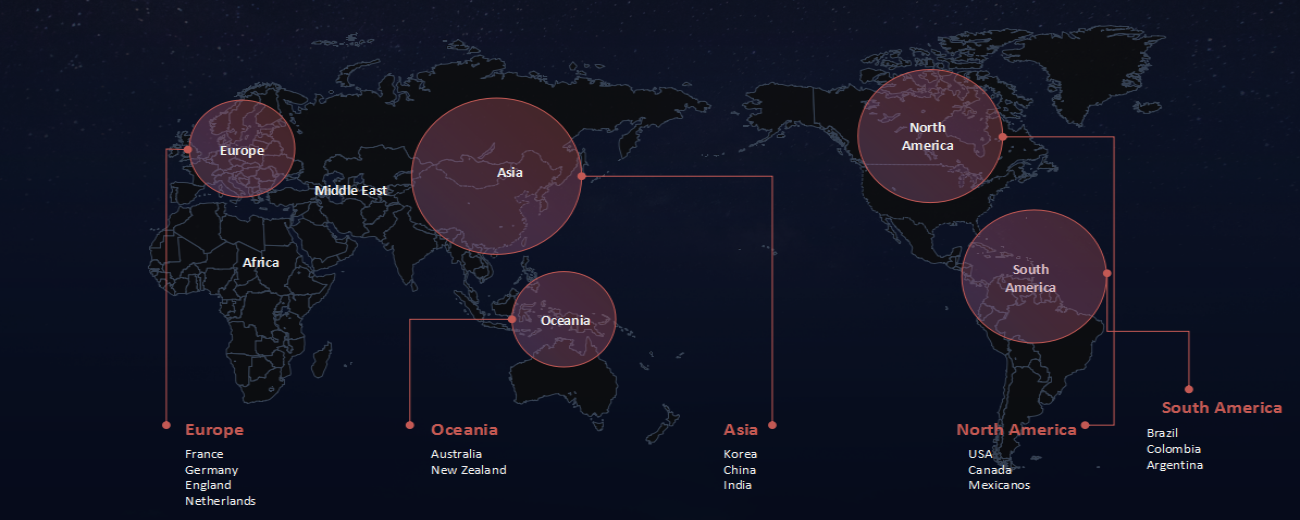 North
America
Europe
Asia
Middle East
Africa
South
America
Oceania
South America
Europe
France
Germany
England
Netherlands
Oceania
Australia
New Zealand
Asia
Korea
China
India
North America
USA
Canada
Mexicanos
Brazil
Colombia
Argentina